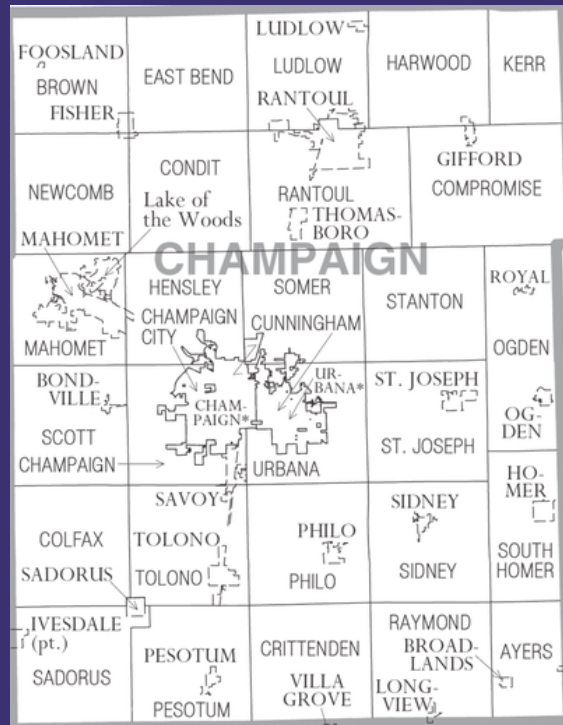 FOOSLAND
BROWN
FISHER
EAST BEND
LUDLOW
LUDLOW
RANTOUL
HARWOOD
KERR
NEWCOMB
CONDIT
Lake of
the Woods
MAHOMET
RANTOUL
THOMAS-
BORO
GIFFORD
COMPROMISE
CHAMPAIGN
MAHOMET
HENSLEY
CHAMPAIGN
CITY
SOMER
CUNNINGHAM
STANTON
ROYAL
OGDEN
BOND-
VILLE
SCOTT
CHAMPAIGN
CHAM-
PAIGN*
UR-
BANA*
URBANA
ST. JOSEPH
ST. JOSEPH
OG-
DEN
HO-
MER
SAVOY
COLFAX
SADORUS
TOLONO
TOLONO
PHILO
PHILO
SIDNEY
SIDNEY
SOUTH
HOMER
IVESDALE
(pt.)
SADORUS
PESOTUM
PESOTUM
CRITTENDEN
VILLA
GROVE
RAYMOND
BROAD-
LANDS
LONG-
VIEW
AYERS